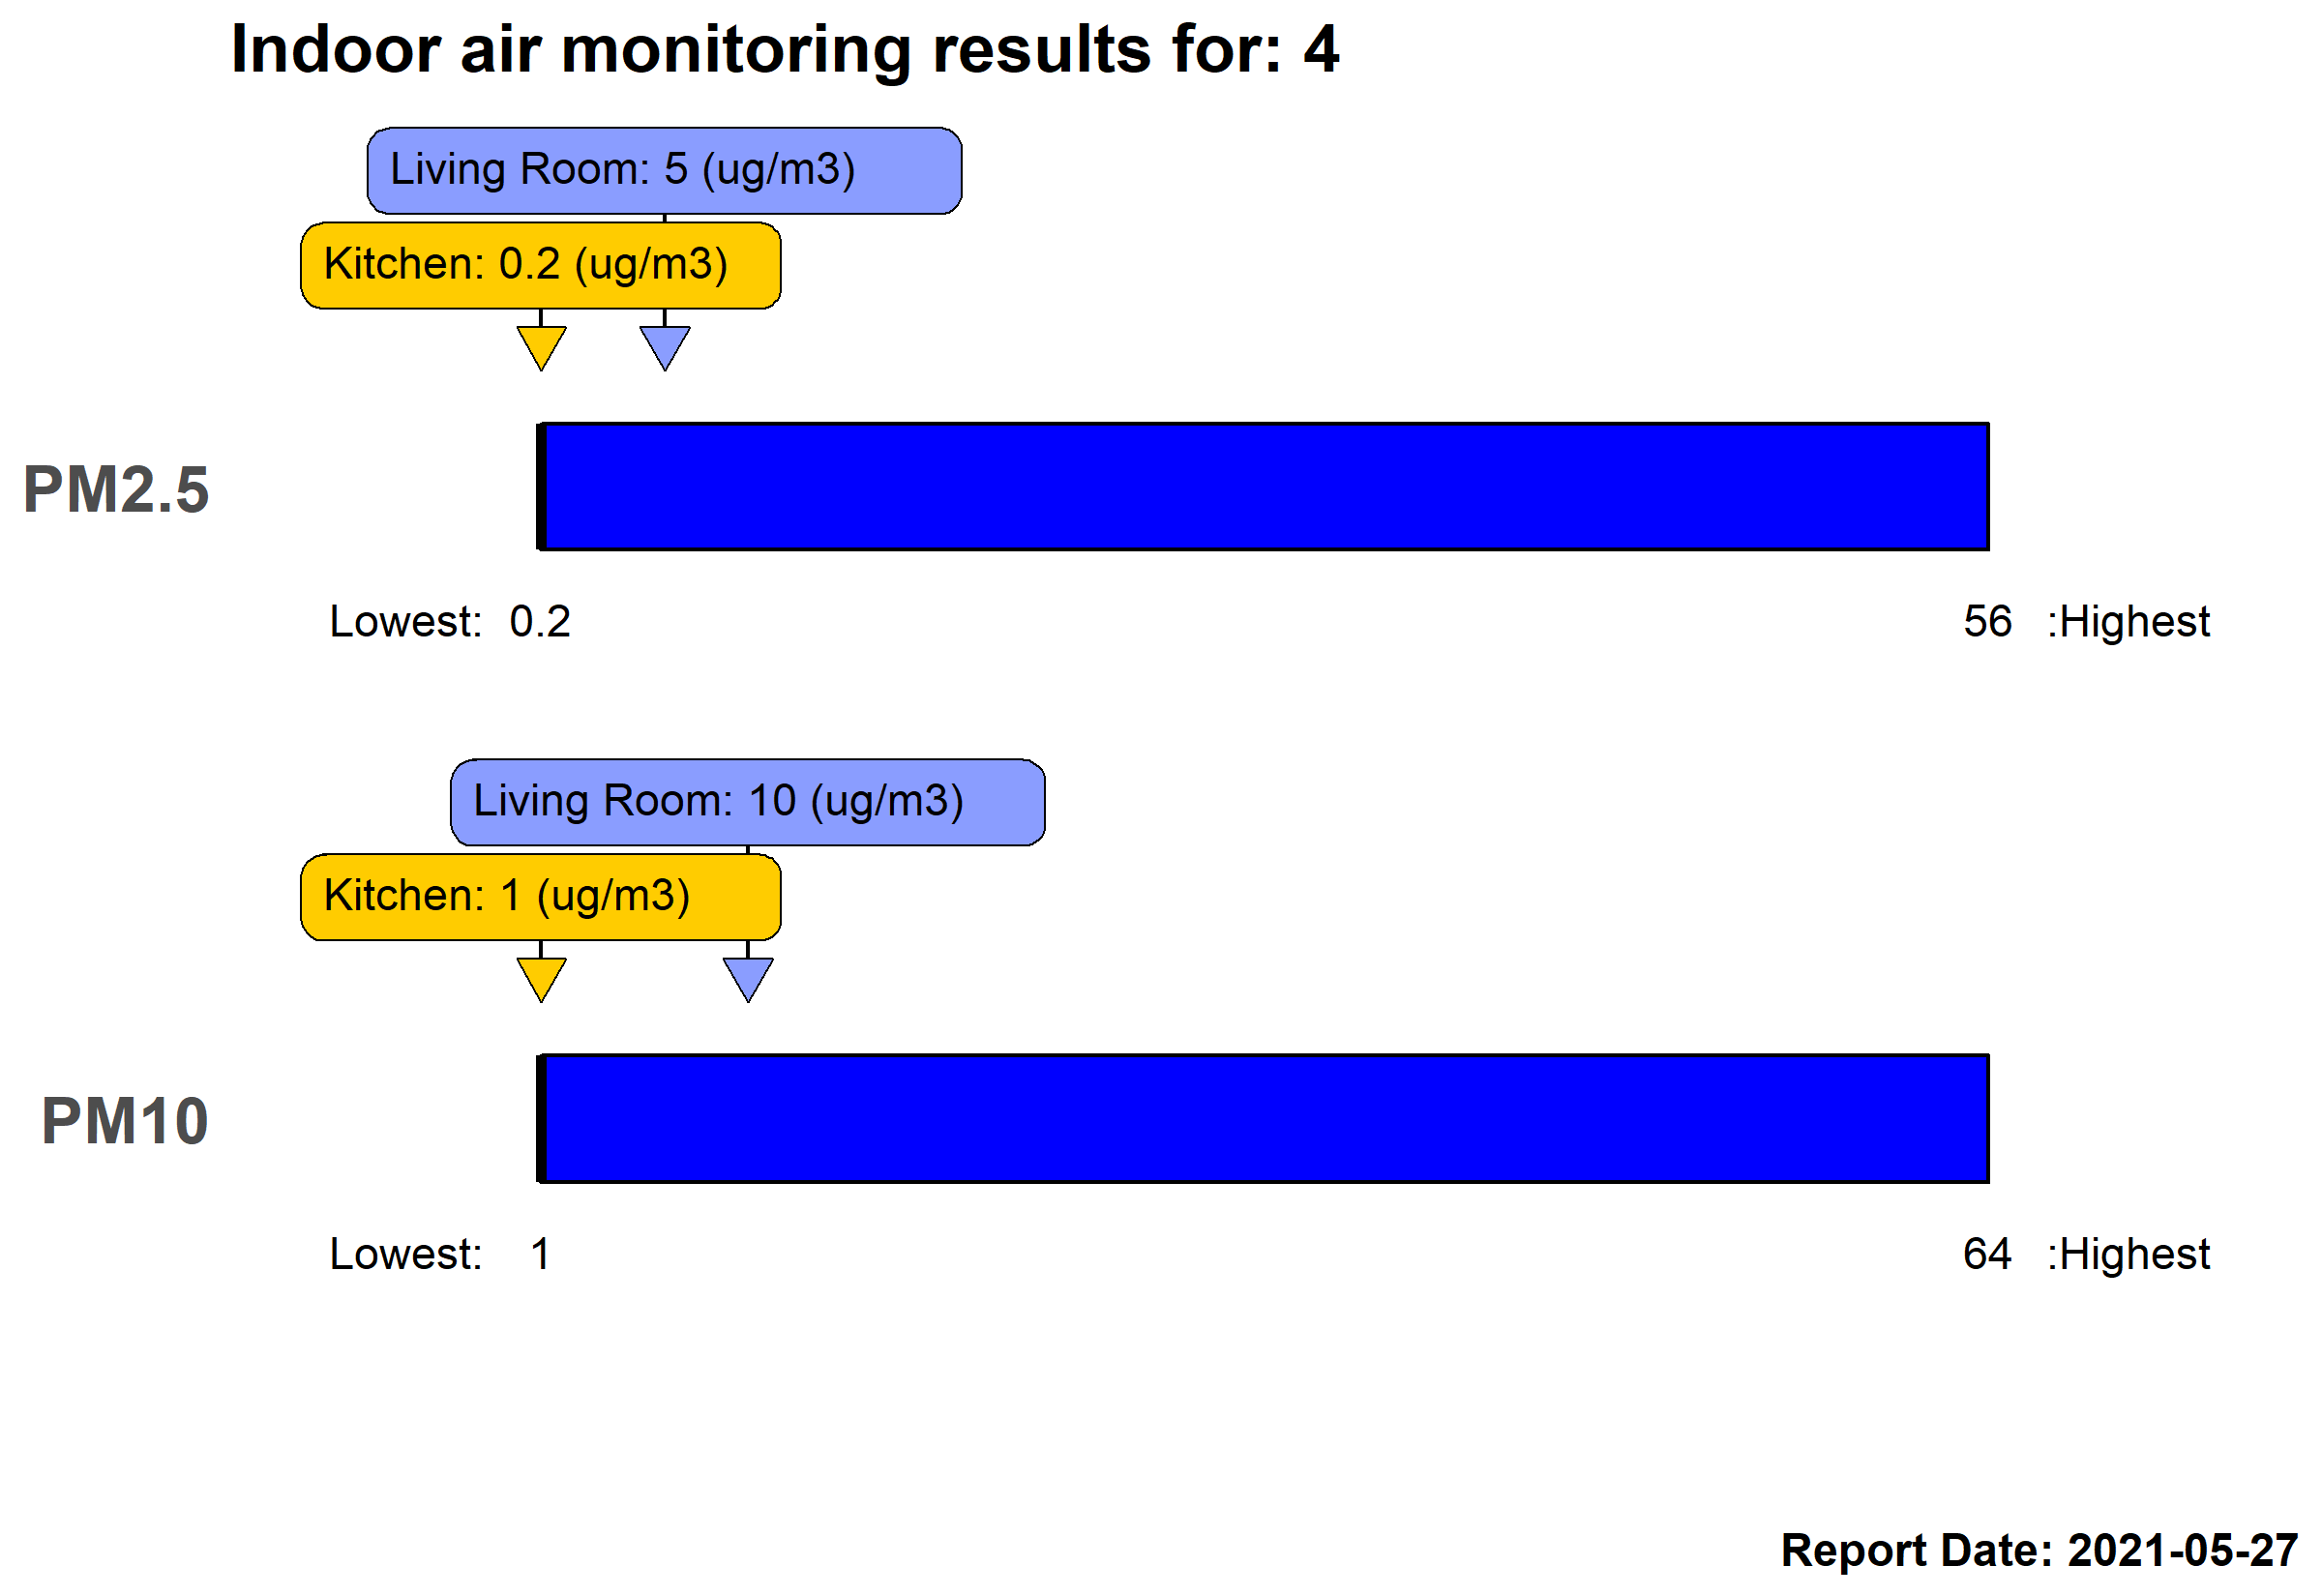 Indoor air monitoring results for: 4
Living Room: 5 (ug/m3)
Kitchen: 0.2 (ug/m3)
PM2.5
Lowest: 0.2 56 :Highest
Living Room: 10 (ug/m3)
Kitchen: 1 (ug/m3)
PM10
Lowest: 1 64 :Highest
Report Date: 2021-05-27